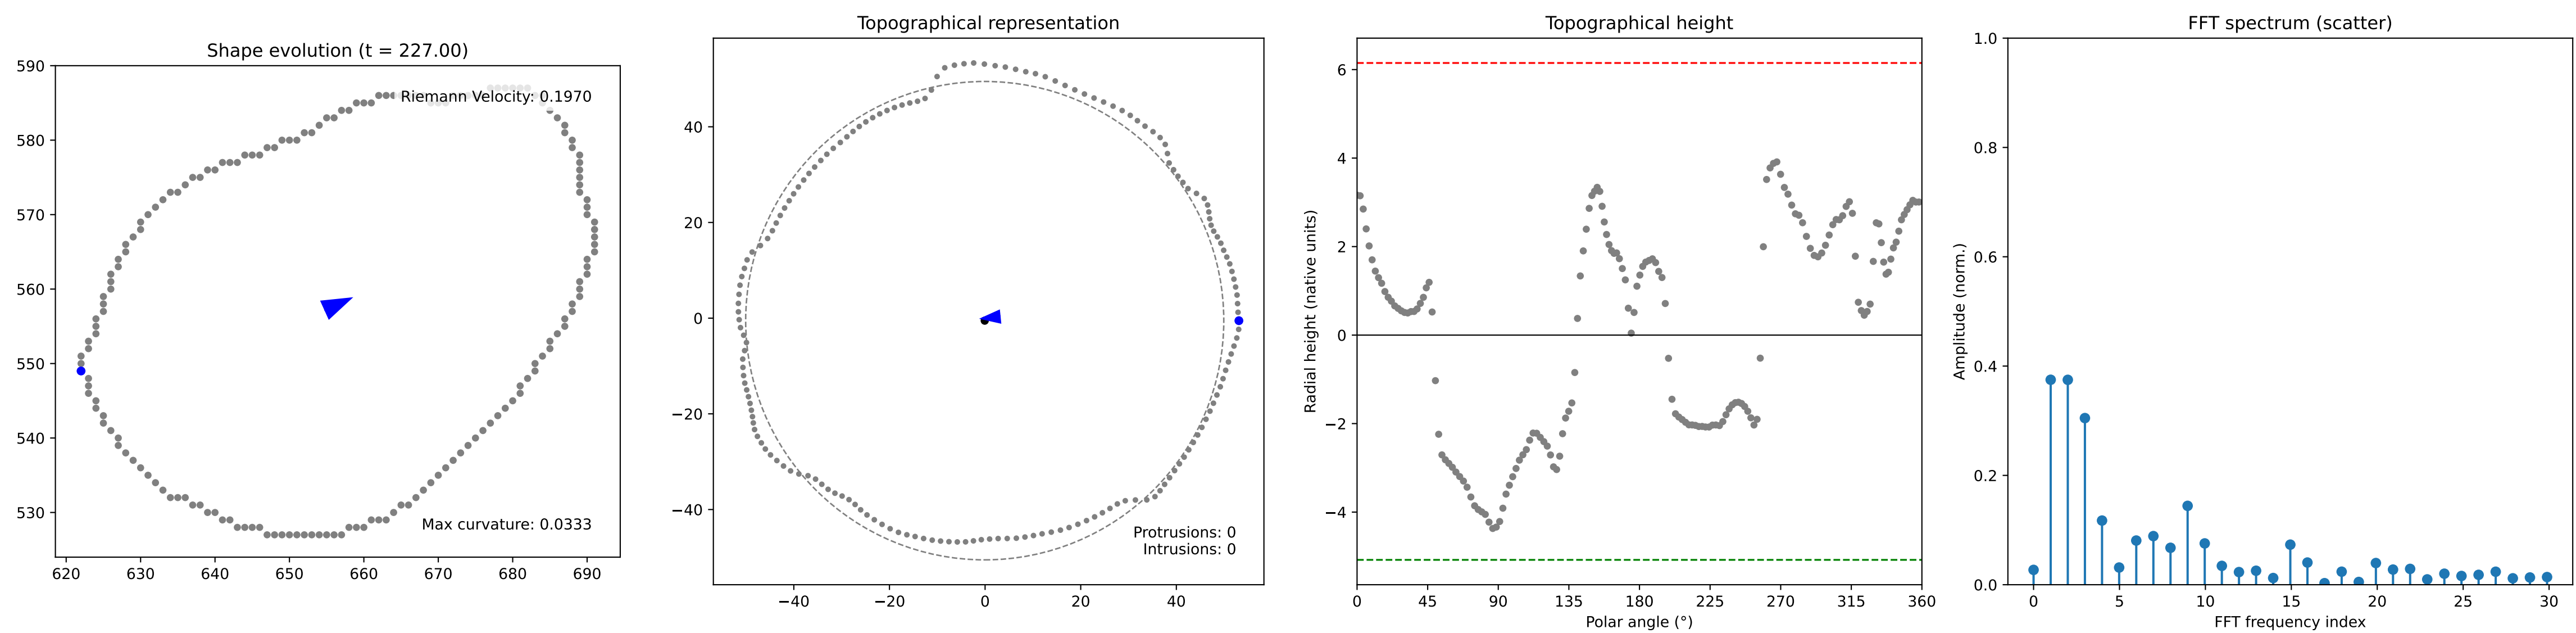 Shape evolution (t = 227.00)
590
580
570
560
550
540
530
620 630 640 650 660 670 680 690
Riemann Velocity: 0.1970
Max curvature: 0.0333
Topographical representation
40
20
0
−20
−40
−40 −20 0 20 40
Protrusions: 0
Intrusions: 0
Topographical height
Radial height (native units)
6
4
2
0
−2
−4
0 45 90 135 180 225 270 315 360
Polar angle (°)
FFT spectrum (scatter)
Amplitude (norm.)
1.0
0.8
0.6
0.4
0.2
0.0
0 5 10 15 20 25 30
FFT frequency index